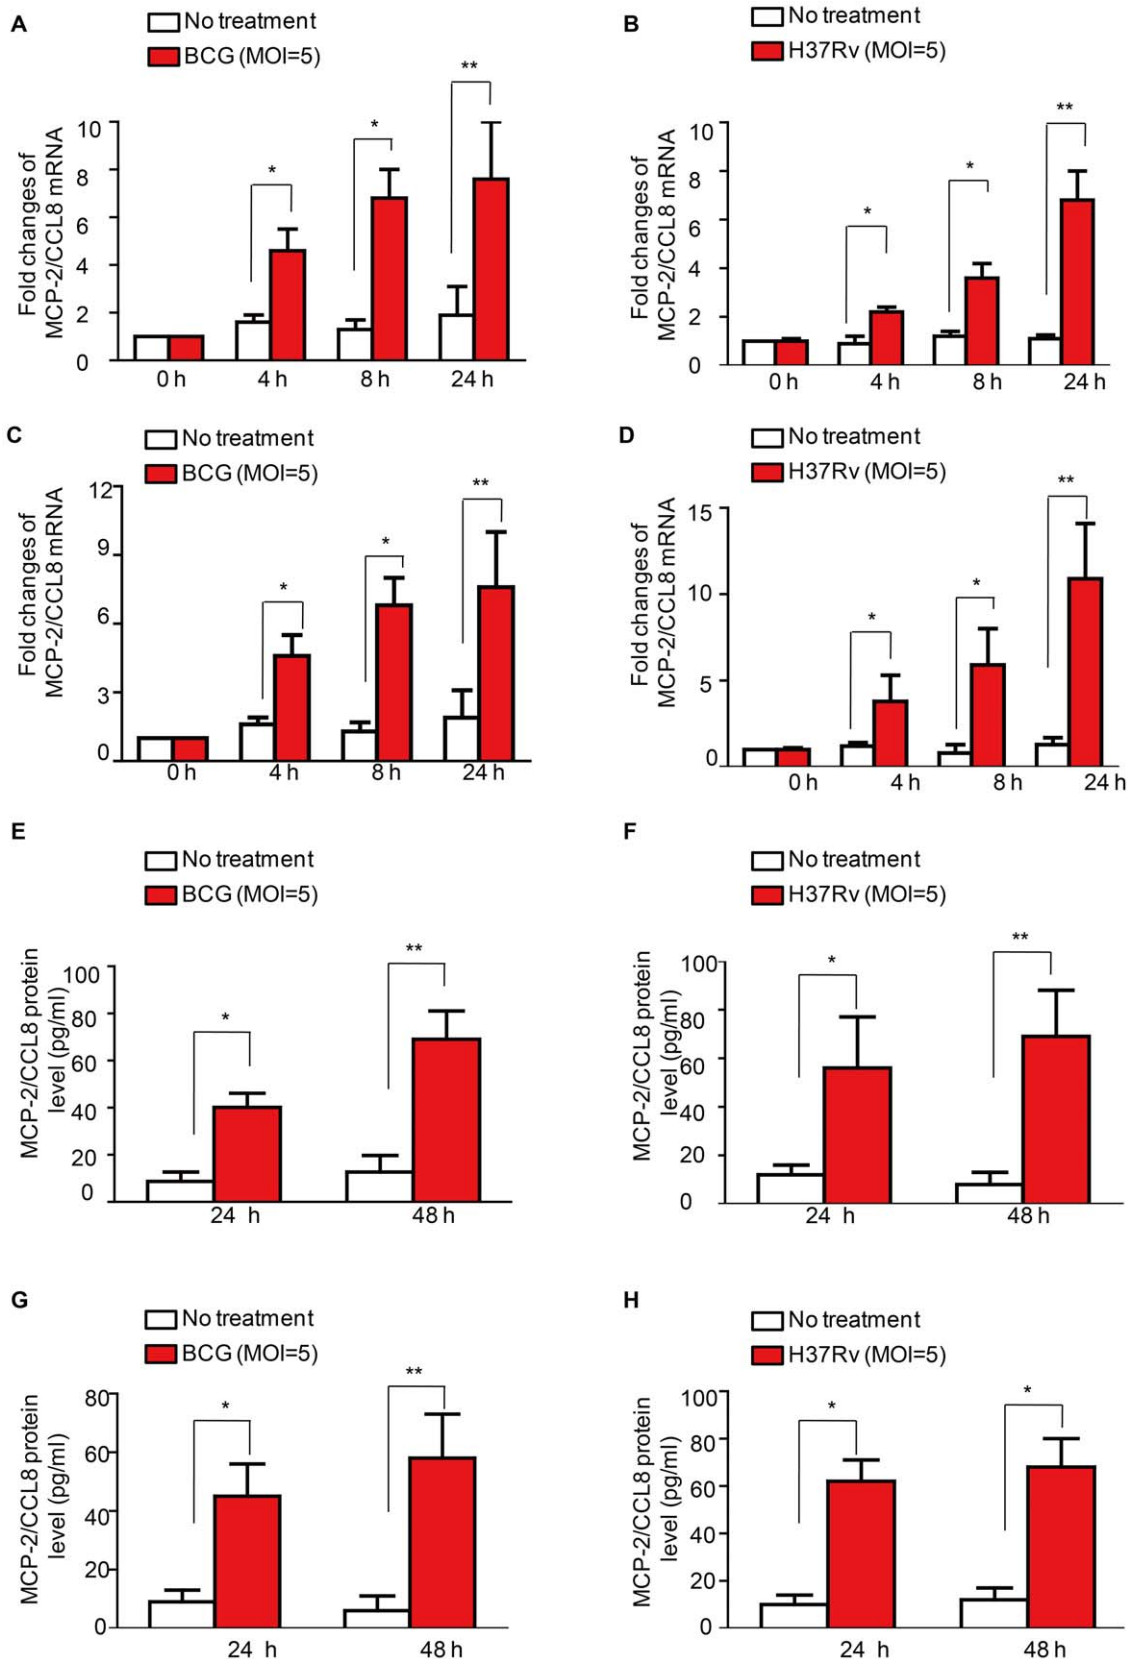 A
No treatment
BCG (MOI=5)
**
*
*
Fold changes of
MCP-2/CCL8 mRNA
10
8
6
4
2
0
0 h
4 h
8 h
24 h
B
No treatment
H37Rv (MOI=5)
**
*
*
Fold changes of
MCP-2/CCL8 mRNA
10
8
6
4
2
0
0 h
4 h
8 h
24 h
C
No treatment
BCG (MOI=5)
**
*
*
Fold changes of
MCP-2/CCL8 mRNA
12
9
6
3
0
0 h
4 h
8 h
24 h
D
No treatment
H37Rv (MOI=5)
**
*
*
Fold changes of
MCP-2/CCL8 mRNA
15
10
5
0
0 h
4 h
8 h
24 h
E
No treatment
BCG (MOI=5)
**
*
MCP-2/CCL8 protein
level (pg/ml)
100
80
60
40
20
0
24 h
48 h
F
No treatment
H37Rv (MOI=5)
**
*
MCP-2/CCL8 protein
level (pg/ml)
100
80
60
40
20
0
24 h
48 h
G
No treatment
BCG (MOI=5)
**
*
MCP-2/CCL8 protein
level (pg/ml)
80
60
40
20
0
24 h
48 h
H
No treatment
H37Rv (MOI=5)
*
*
MCP-2/CCL8 protein
level (pg/ml)
100
80
60
40
20
0
24 h
48 h